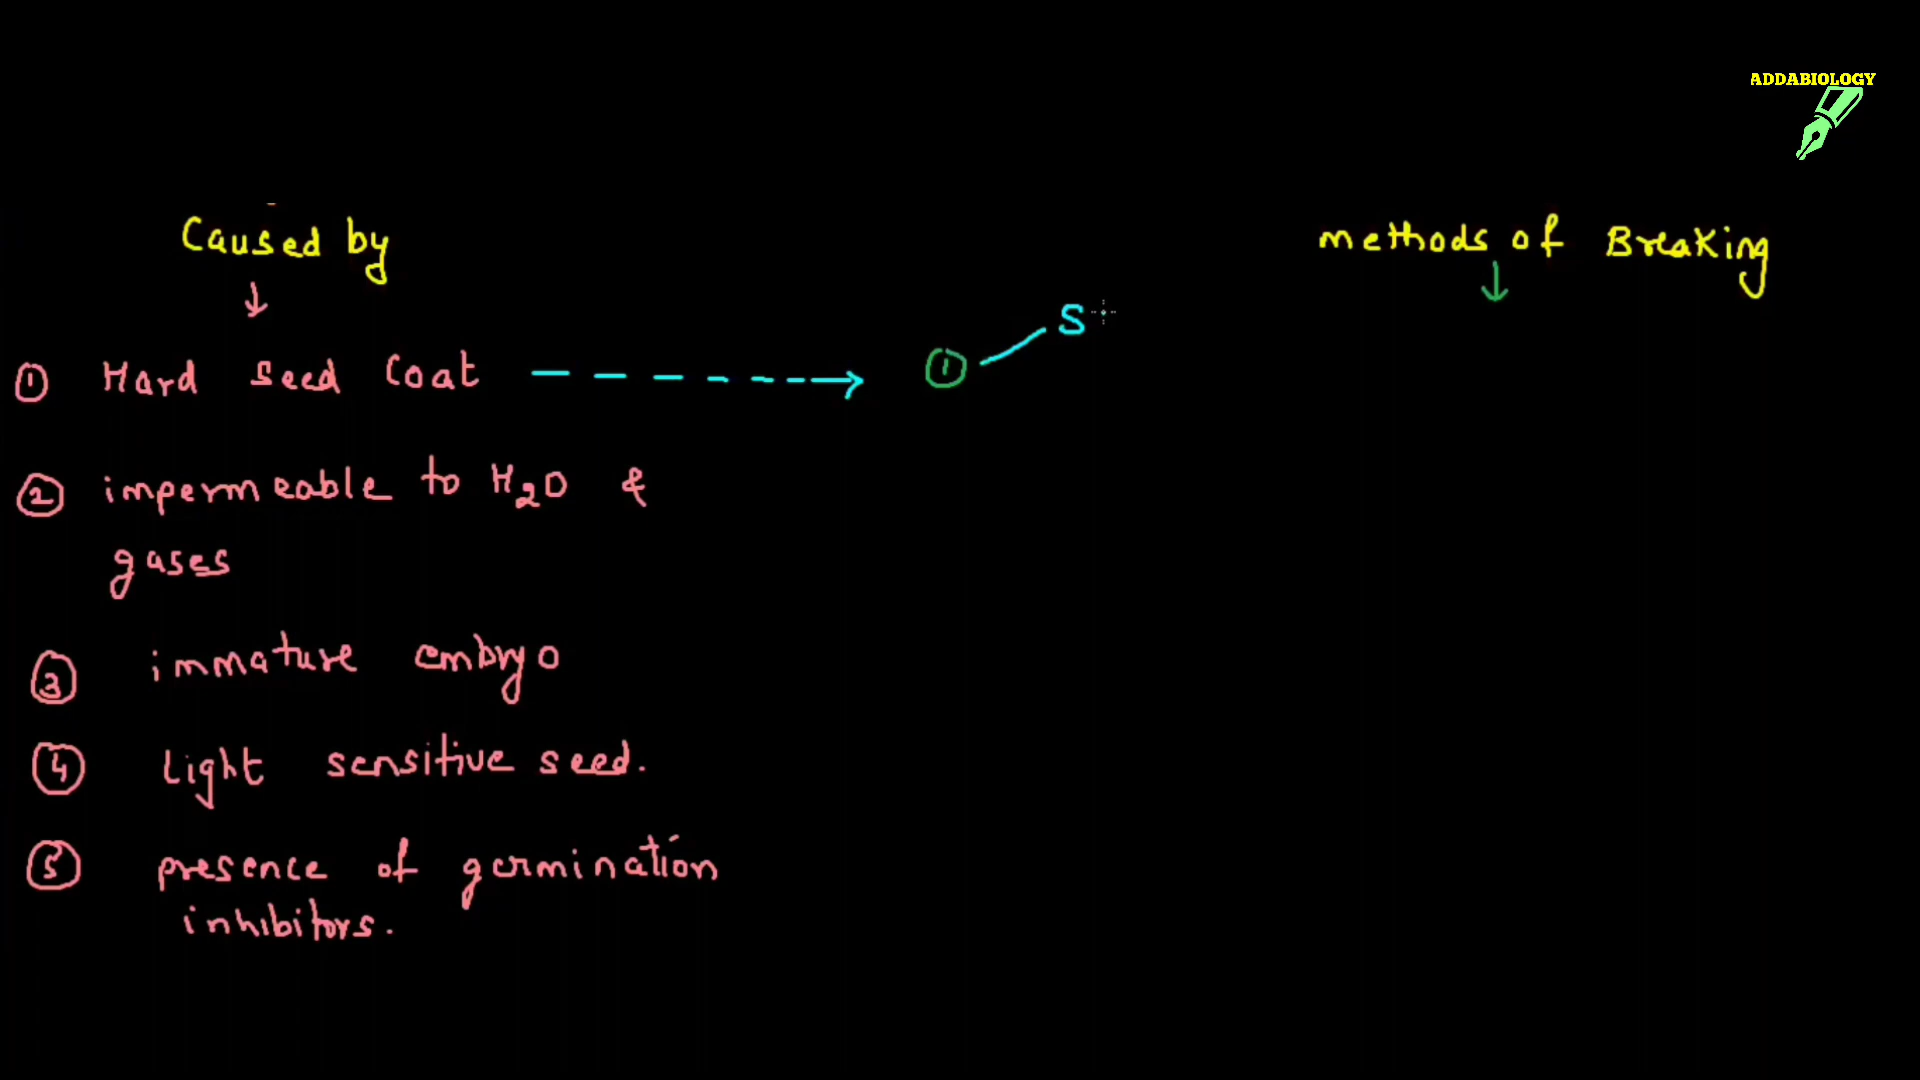 ADDABIOLOGY
Caused by
methods of Breaking
① Hard seed coat
① S
② impermeable to H₂O &
gases
③ immature embryo
④ Light sensitive seed.
⑤ presence of germination
inhibitors.